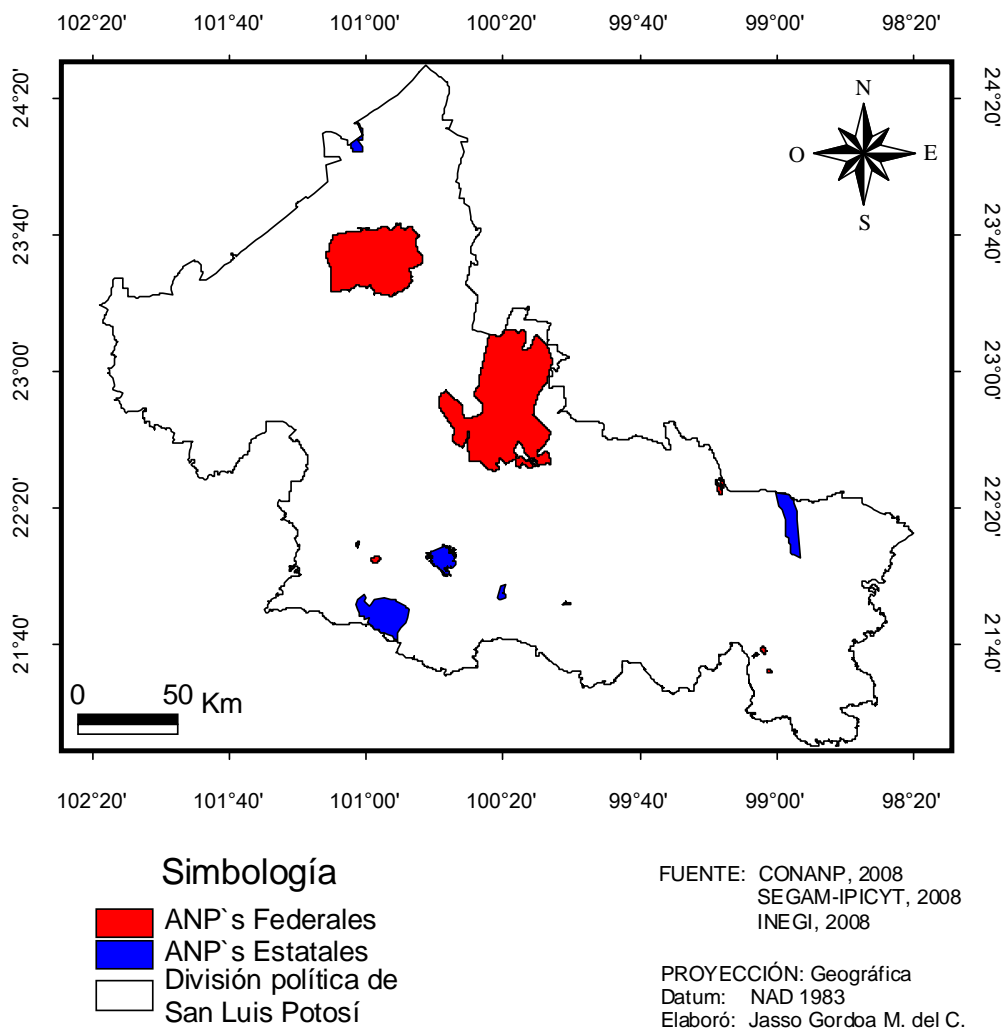 102°20' 101°40' 101°00' 100°20' 99°40' 99°00' 98°20'
24°20' 24°20'
N
O E
S
23°40' 23°40'
23°00' 23°00'
22°20' 22°20'
21°40' 21°40'
0 50 Km
102°20' 101°40' 101°00' 100°20' 99°40' 99°00' 98°20'
Simbología
ANP`s Federales
ANP`s Estatales
División política de
San Luis Potosí
FUENTE: CONANP, 2008
SEGAM-IPICYT, 2008
INEGI, 2008
PROYECCIÓN: Geográfica
Datum: NAD 1983
Elaboró: Jasso Gordoa M. del C.